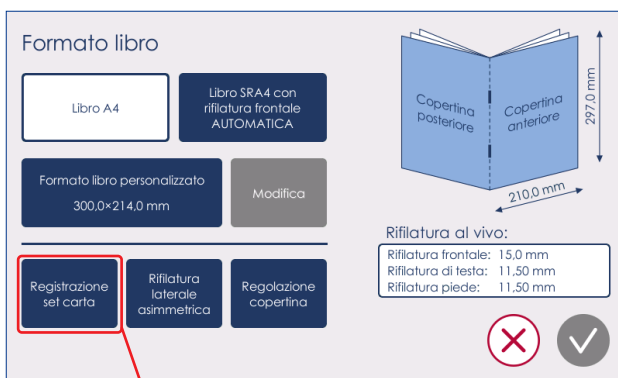 Formato libro
Libro A4
Libro SRA4 con
rifilatura frontale
AUTOMATICA
Formato libro personalizzato
300,0×214,0 mm
Modifica
Registrazione
set carta
Rifilatura
laterale
asimmetrica
Regolazione
copertina
Copertina
posteriore
Copertina
anteriore
297,0 mm
210,0 mm
Rifilatura al vivo:
Rifilatura frontale: 15,0 mm
Rifilatura di testa: 11,50 mm
Rifilatura piede: 11,50 mm